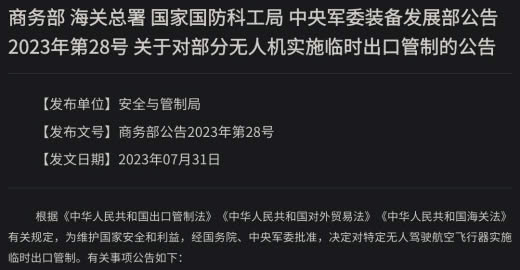 商务部 海关总署 国家国防科工局 中央军委装备发展部公告
2023年第28号 关于对部分无人机实施临时出口管制的公告
【发布单位】安全与管制局
【发布文号】商务部公告2023年第28号
【发文日期】2023年07月31日
根据《中华人民共和国出口管制法》《中华人民共和国对外贸易法》《中华人民共和国海关法》
有关规定，为维护国家安全和利益，经国务院、中央军委批准，决定对特定无人驾驶航空飞行器实施
临时出口管制。有关事项公告如下：